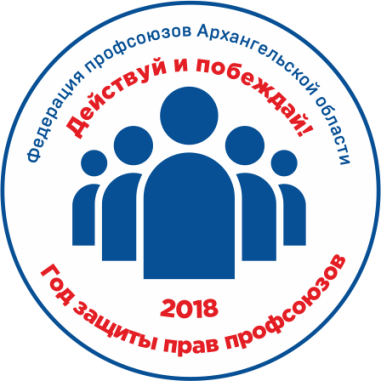 Федерация профсоюзов Архангельской области
Действуй и побеждай!
2018
Год защиты прав профсоюзов